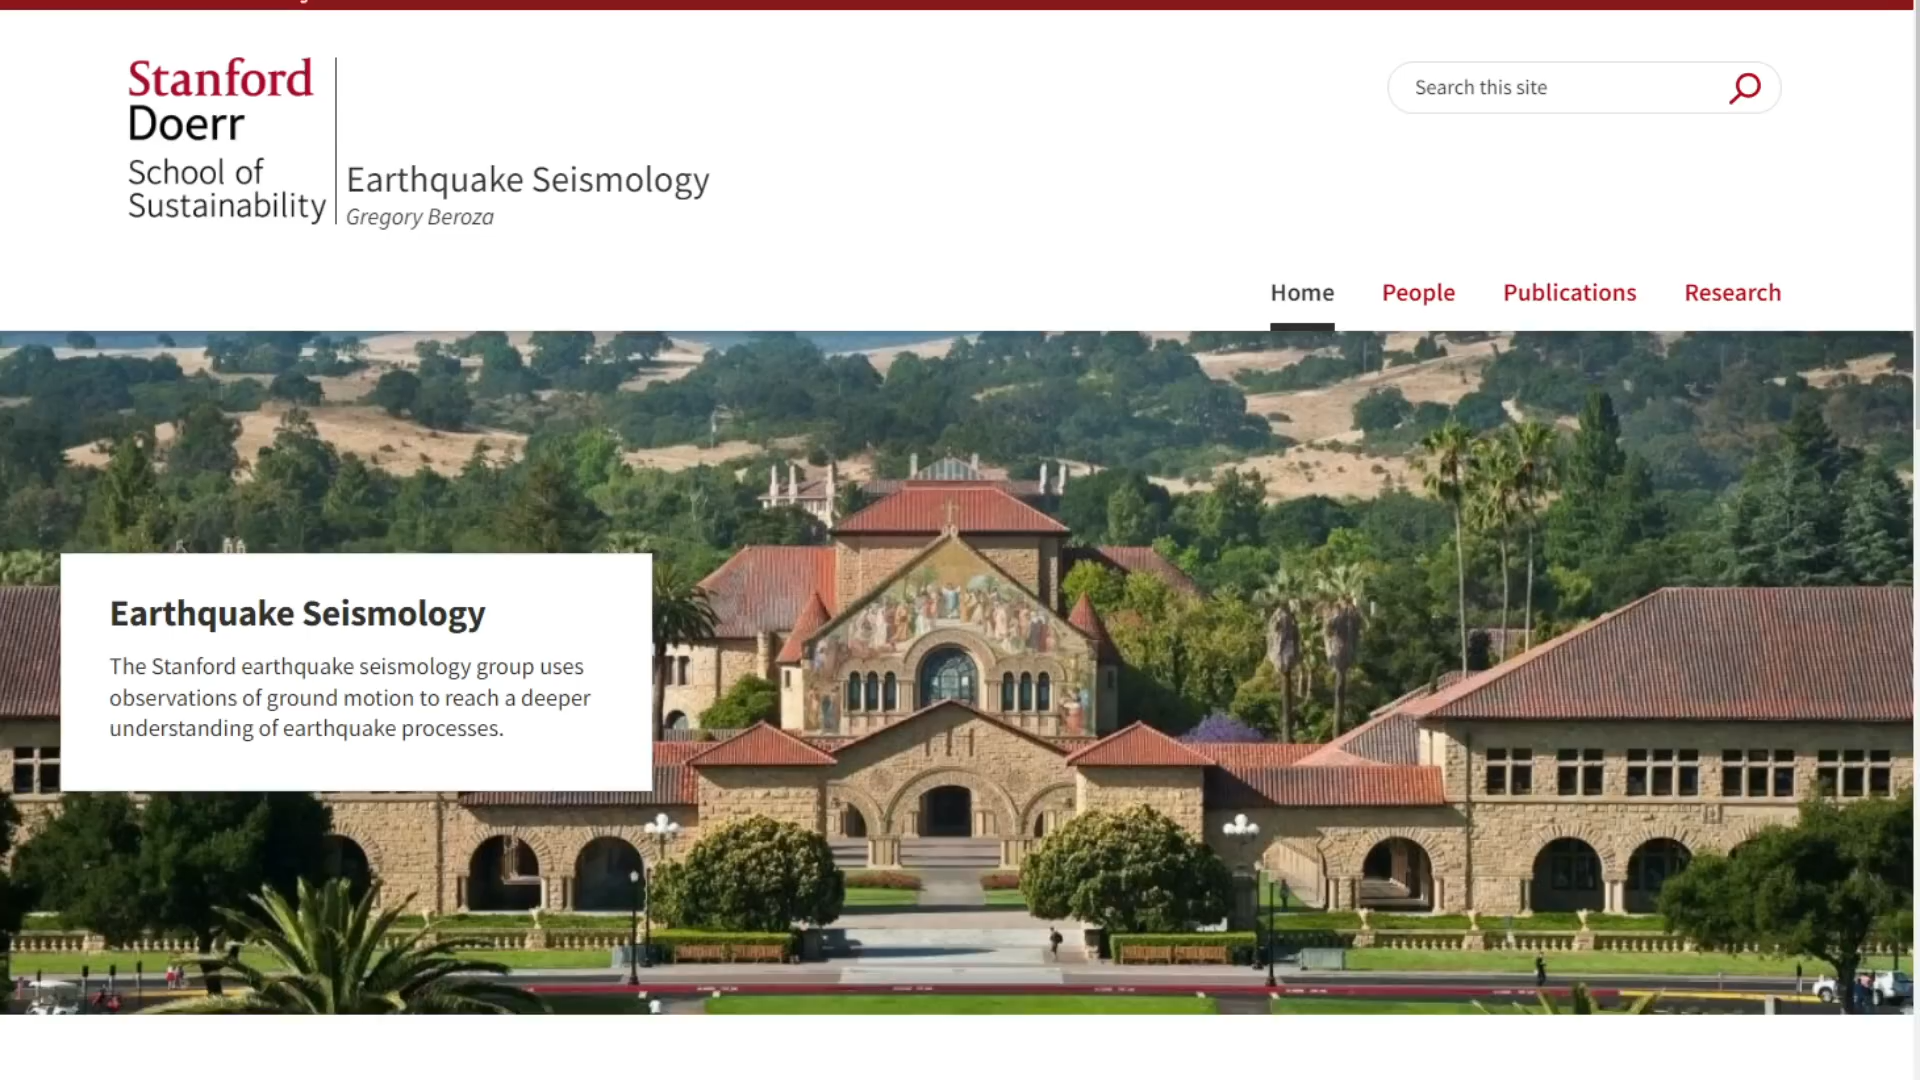 Stanford
Doerr
School of
Sustainability
Earthquake Seismology
Gregory Beroza
Search this site
Home
People
Publications
Research
Earthquake Seismology
The Stanford earthquake seismology group uses
observations of ground motion to reach a deeper
understanding of earthquake processes.